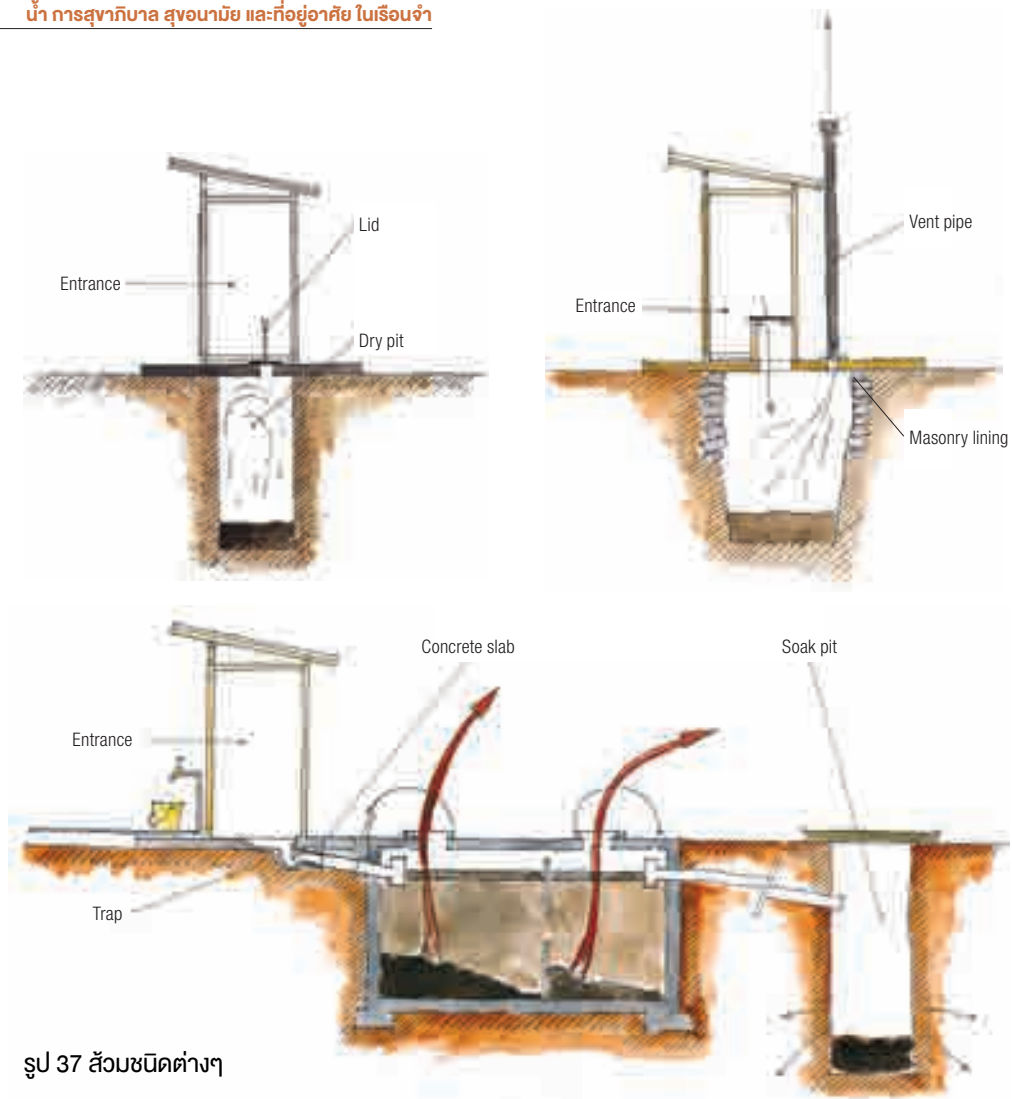 น้ำ การสุขาภิบาล สุขอนามัย และที่อยู่อาศัย ในเรือนจำ
Lid
Entrance
Dry pit
Vent pipe
Entrance
Masonry lining
Concrete slab
Soak pit
Entrance
Trap
รูป 37 ส้วมชนิดต่างๆ